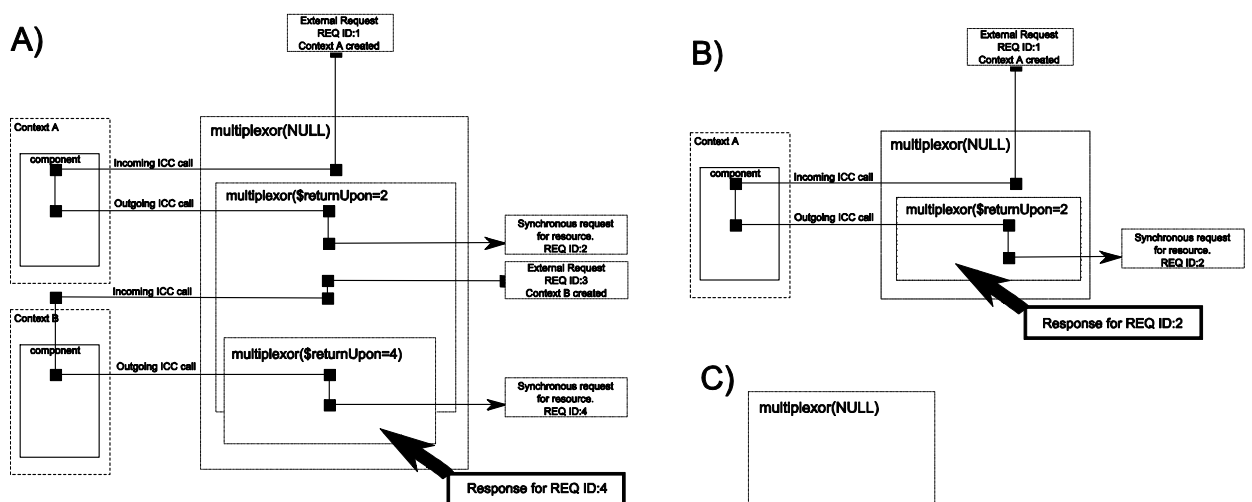 A)
External Request
REQ ID:1
Context A created
Context A
component
Incoming ICC call
Outgoing ICC call
multiplexor(NULL)
multiplexor($returnUpon=2
Synchronous request
for resource.
REQ ID:2
External Request
REQ ID:3
Context B created
Incoming ICC call
Context B
component
Outgoing ICC call
multiplexor($returnUpon=4)
Synchronous request
for resource.
REQ ID:4
Response for REQ ID:4
B)
External Request
REQ ID:1
Context A created
Context A
component
Incoming ICC call
Outgoing ICC call
multiplexor(NULL)
multiplexor($returnUpon=2
Synchronous request
for resource.
REQ ID:2
Response for REQ ID:2
C)
multiplexor(NULL)